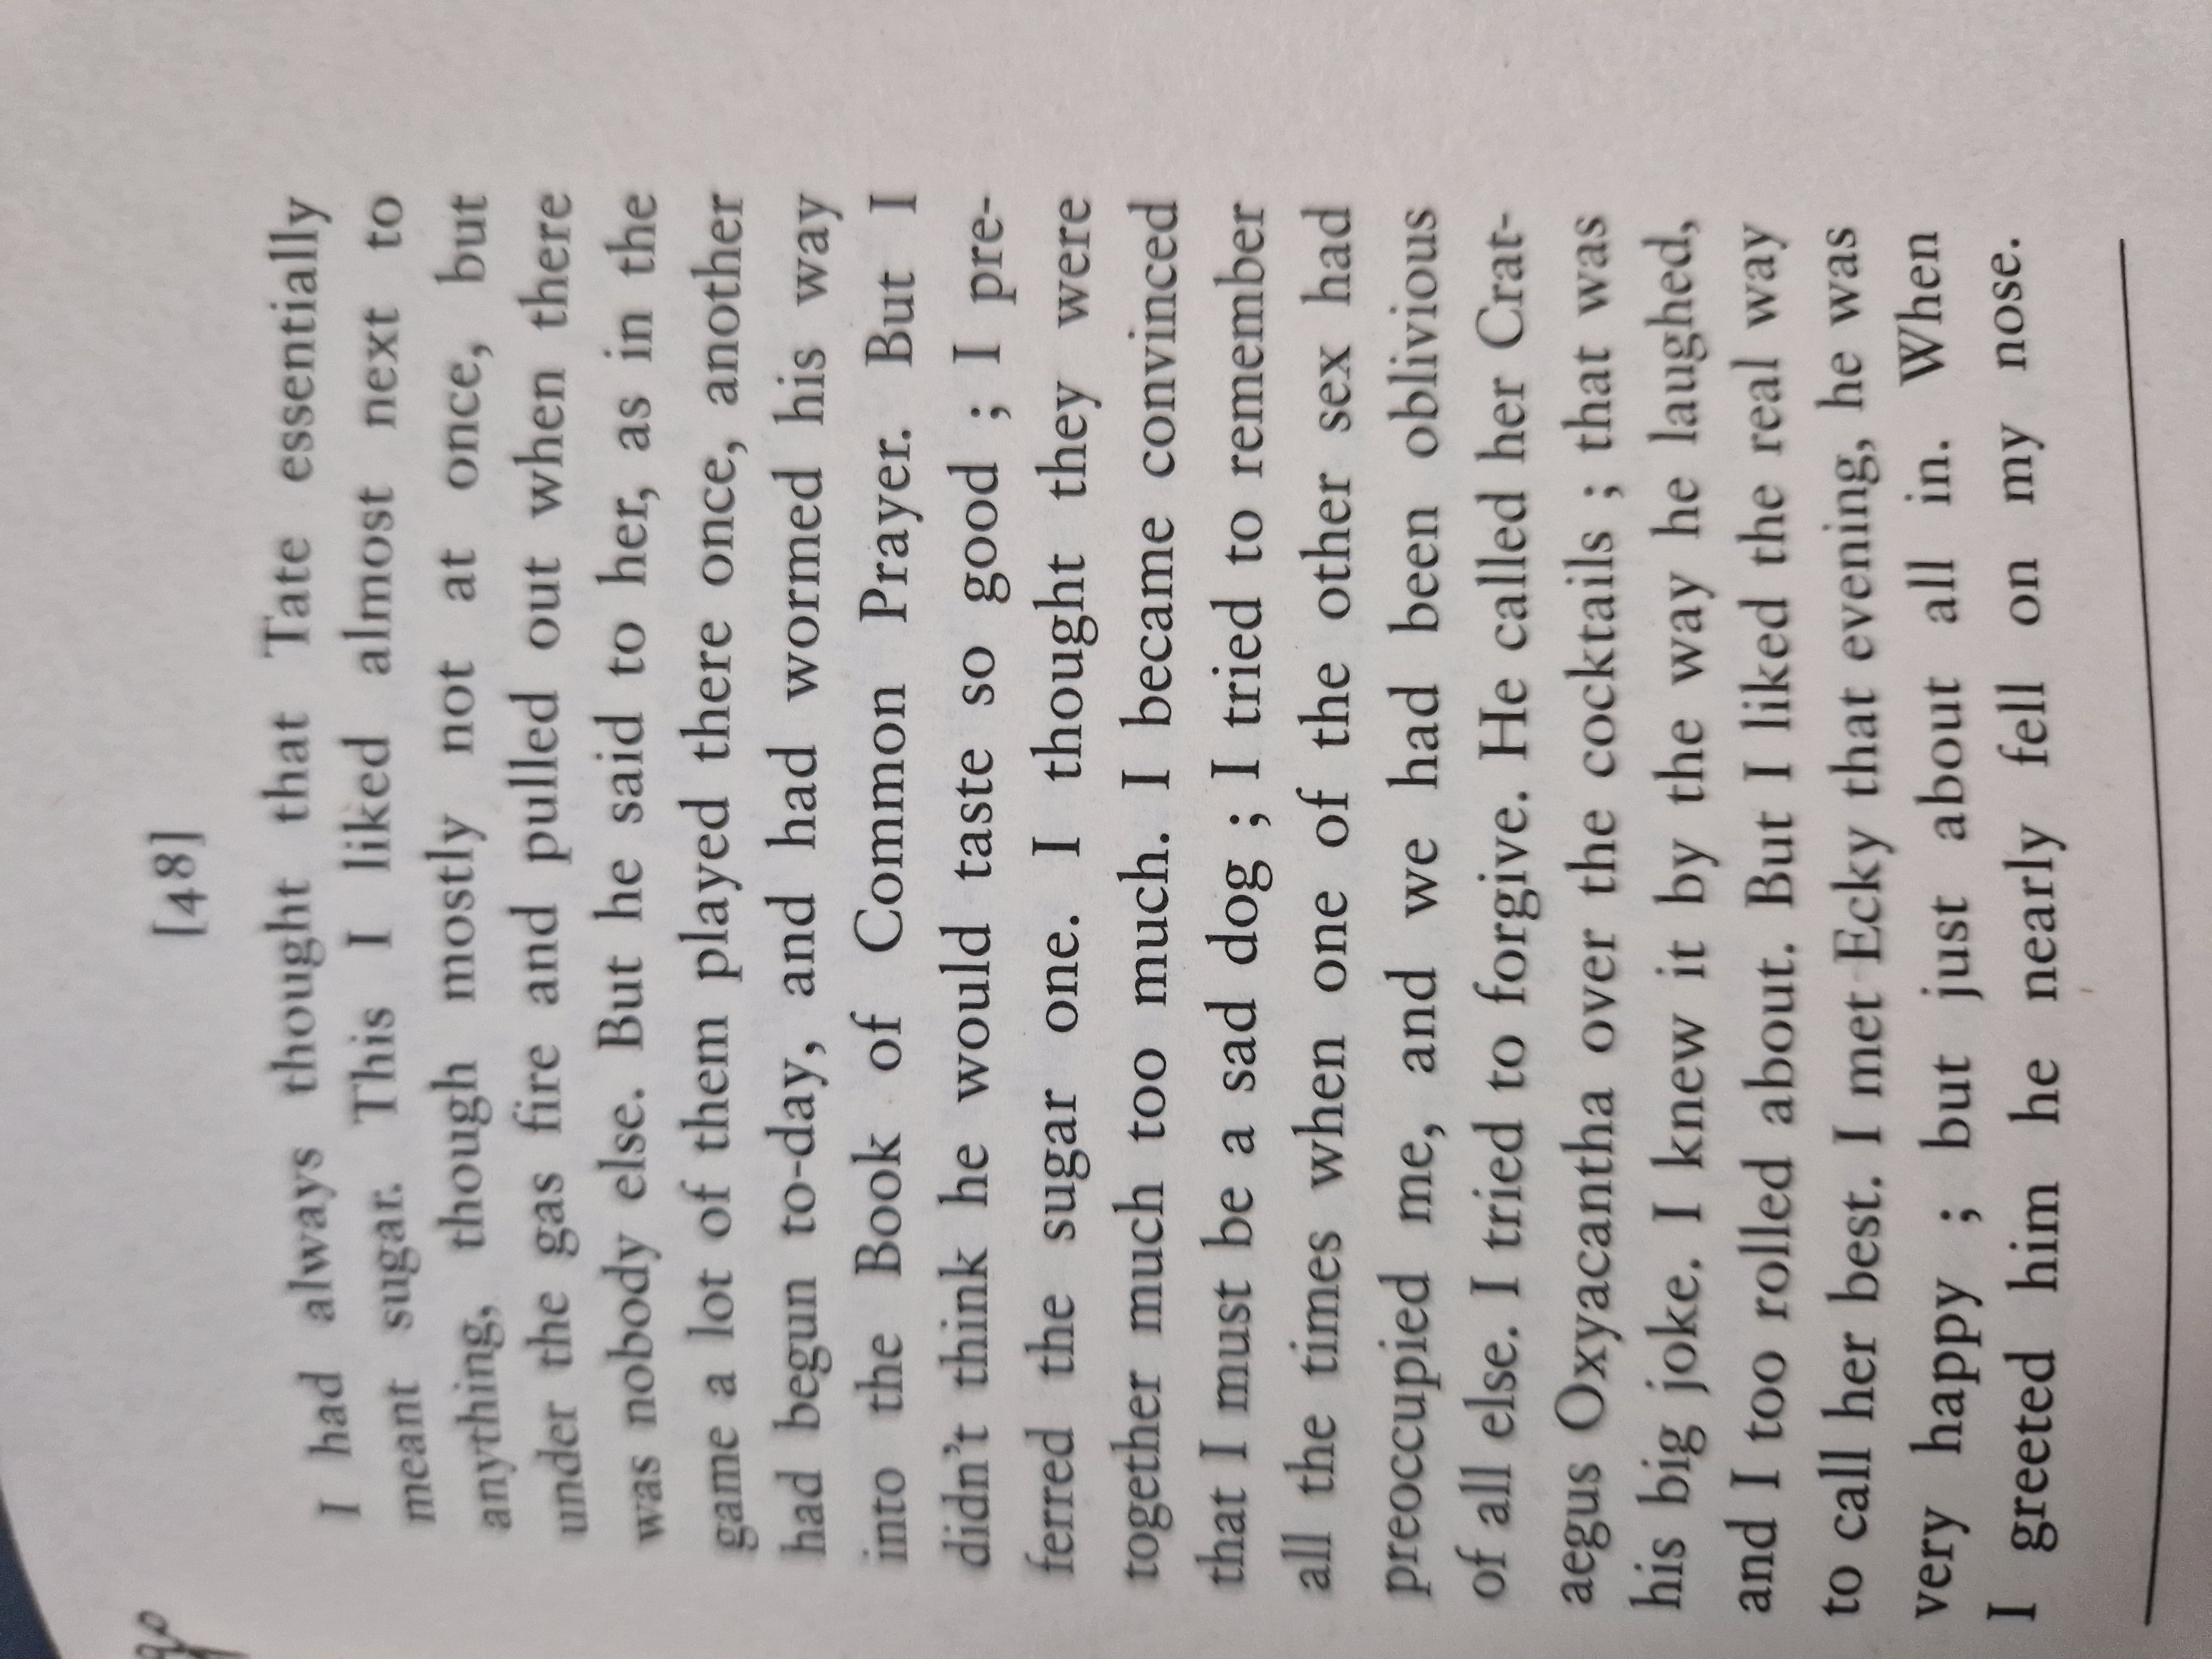 [48]
I had always thought that Tate essentially
meant sugar. This I liked almost next to
anything, though mostly not at once, but
under the gas fire and pulled out when there
was nobody else. But he said to her, as in the
game a lot of them played there once, another
had begun to-day, and had wormed his way
into the Book of Common Prayer. But I
didn't think he would taste so good ; I pre-
ferred the sugar one. I thought they were
together much too much. I became convinced
that I must be a sad dog ; I tried to remember
all the times when one of the other sex had
preoccupied me, and we had been oblivious
of all else. I tried to forgive. He called her Crat-
aegus Oxyacantha over the cocktails ; that was
his big joke. I knew it by the way he laughed,
and I too rolled about. But I liked the real way
to call her best. I met Ecky that evening, he was
very happy ; but just about all in. When
I greeted him he nearly fell on my nose.